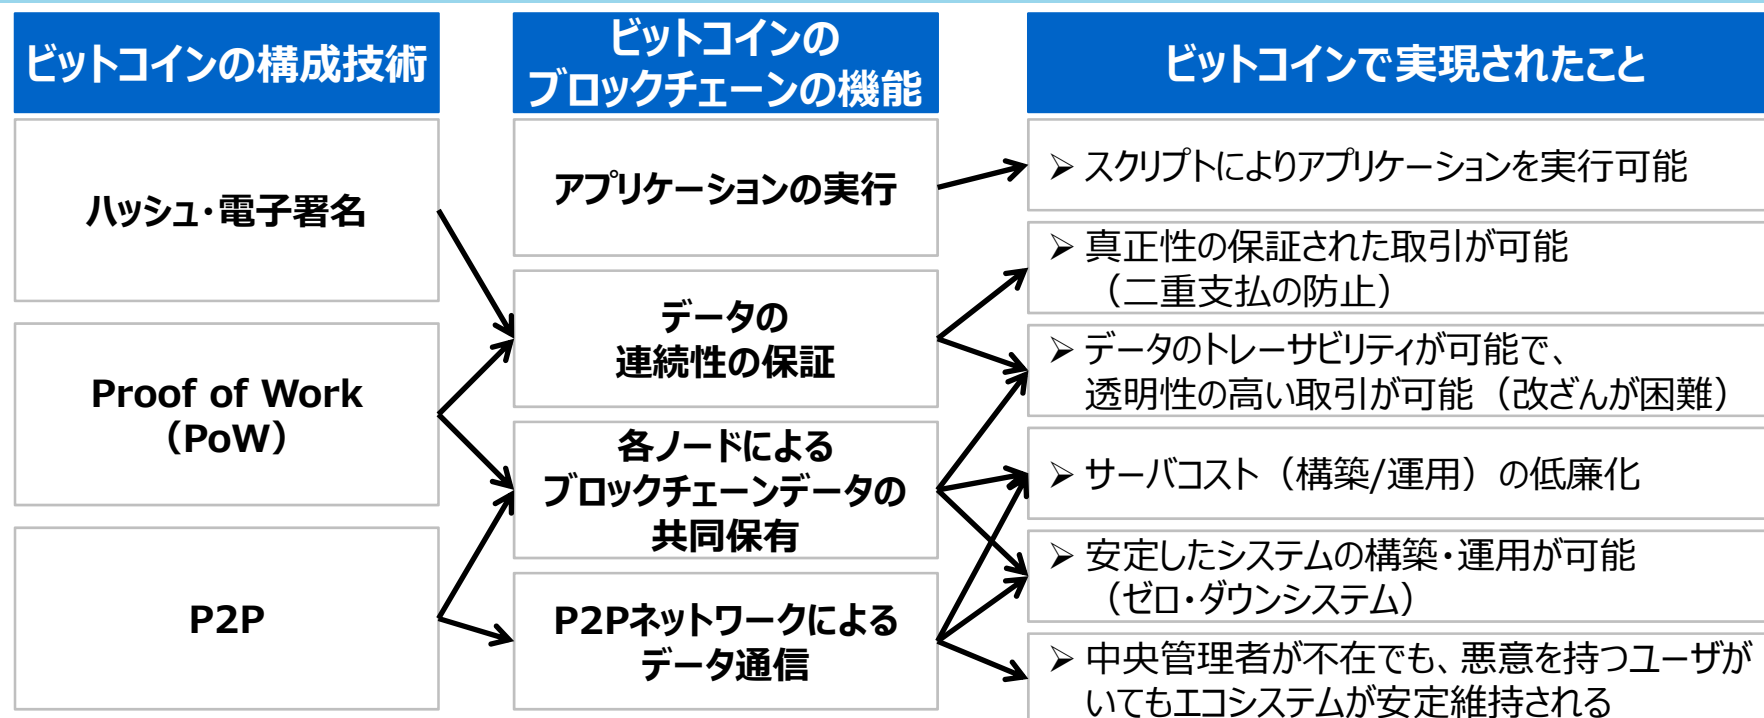 ビットコインの構成技術
ハッシュ・電子署名
Proof of Work
（PoW）
P2P
ビットコインの
ブロックチェーンの機能
アプリケーションの実行
データの
連続性の保証
各ノードによる
ブロックチェーンデータの
共同保有
P2Pネットワークによる
データ通信
ビットコインで実現されたこと
➢ スクリプトによりアプリケーションを実行可能
➢ 真正性の保証された取引が可能
（二重支払の防止）
➢ データのトレーサビリティが可能で、
透明性の高い取引が可能（改ざんが困難）
➢ サーバコスト（構築/運用）の低廉化
➢ 安定したシステムの構築・運用が可能
（ゼロ・ダウンシステム）
➢ 中央管理者が不在でも、悪意を持つユーザが
いてもエコシステムが安定維持される